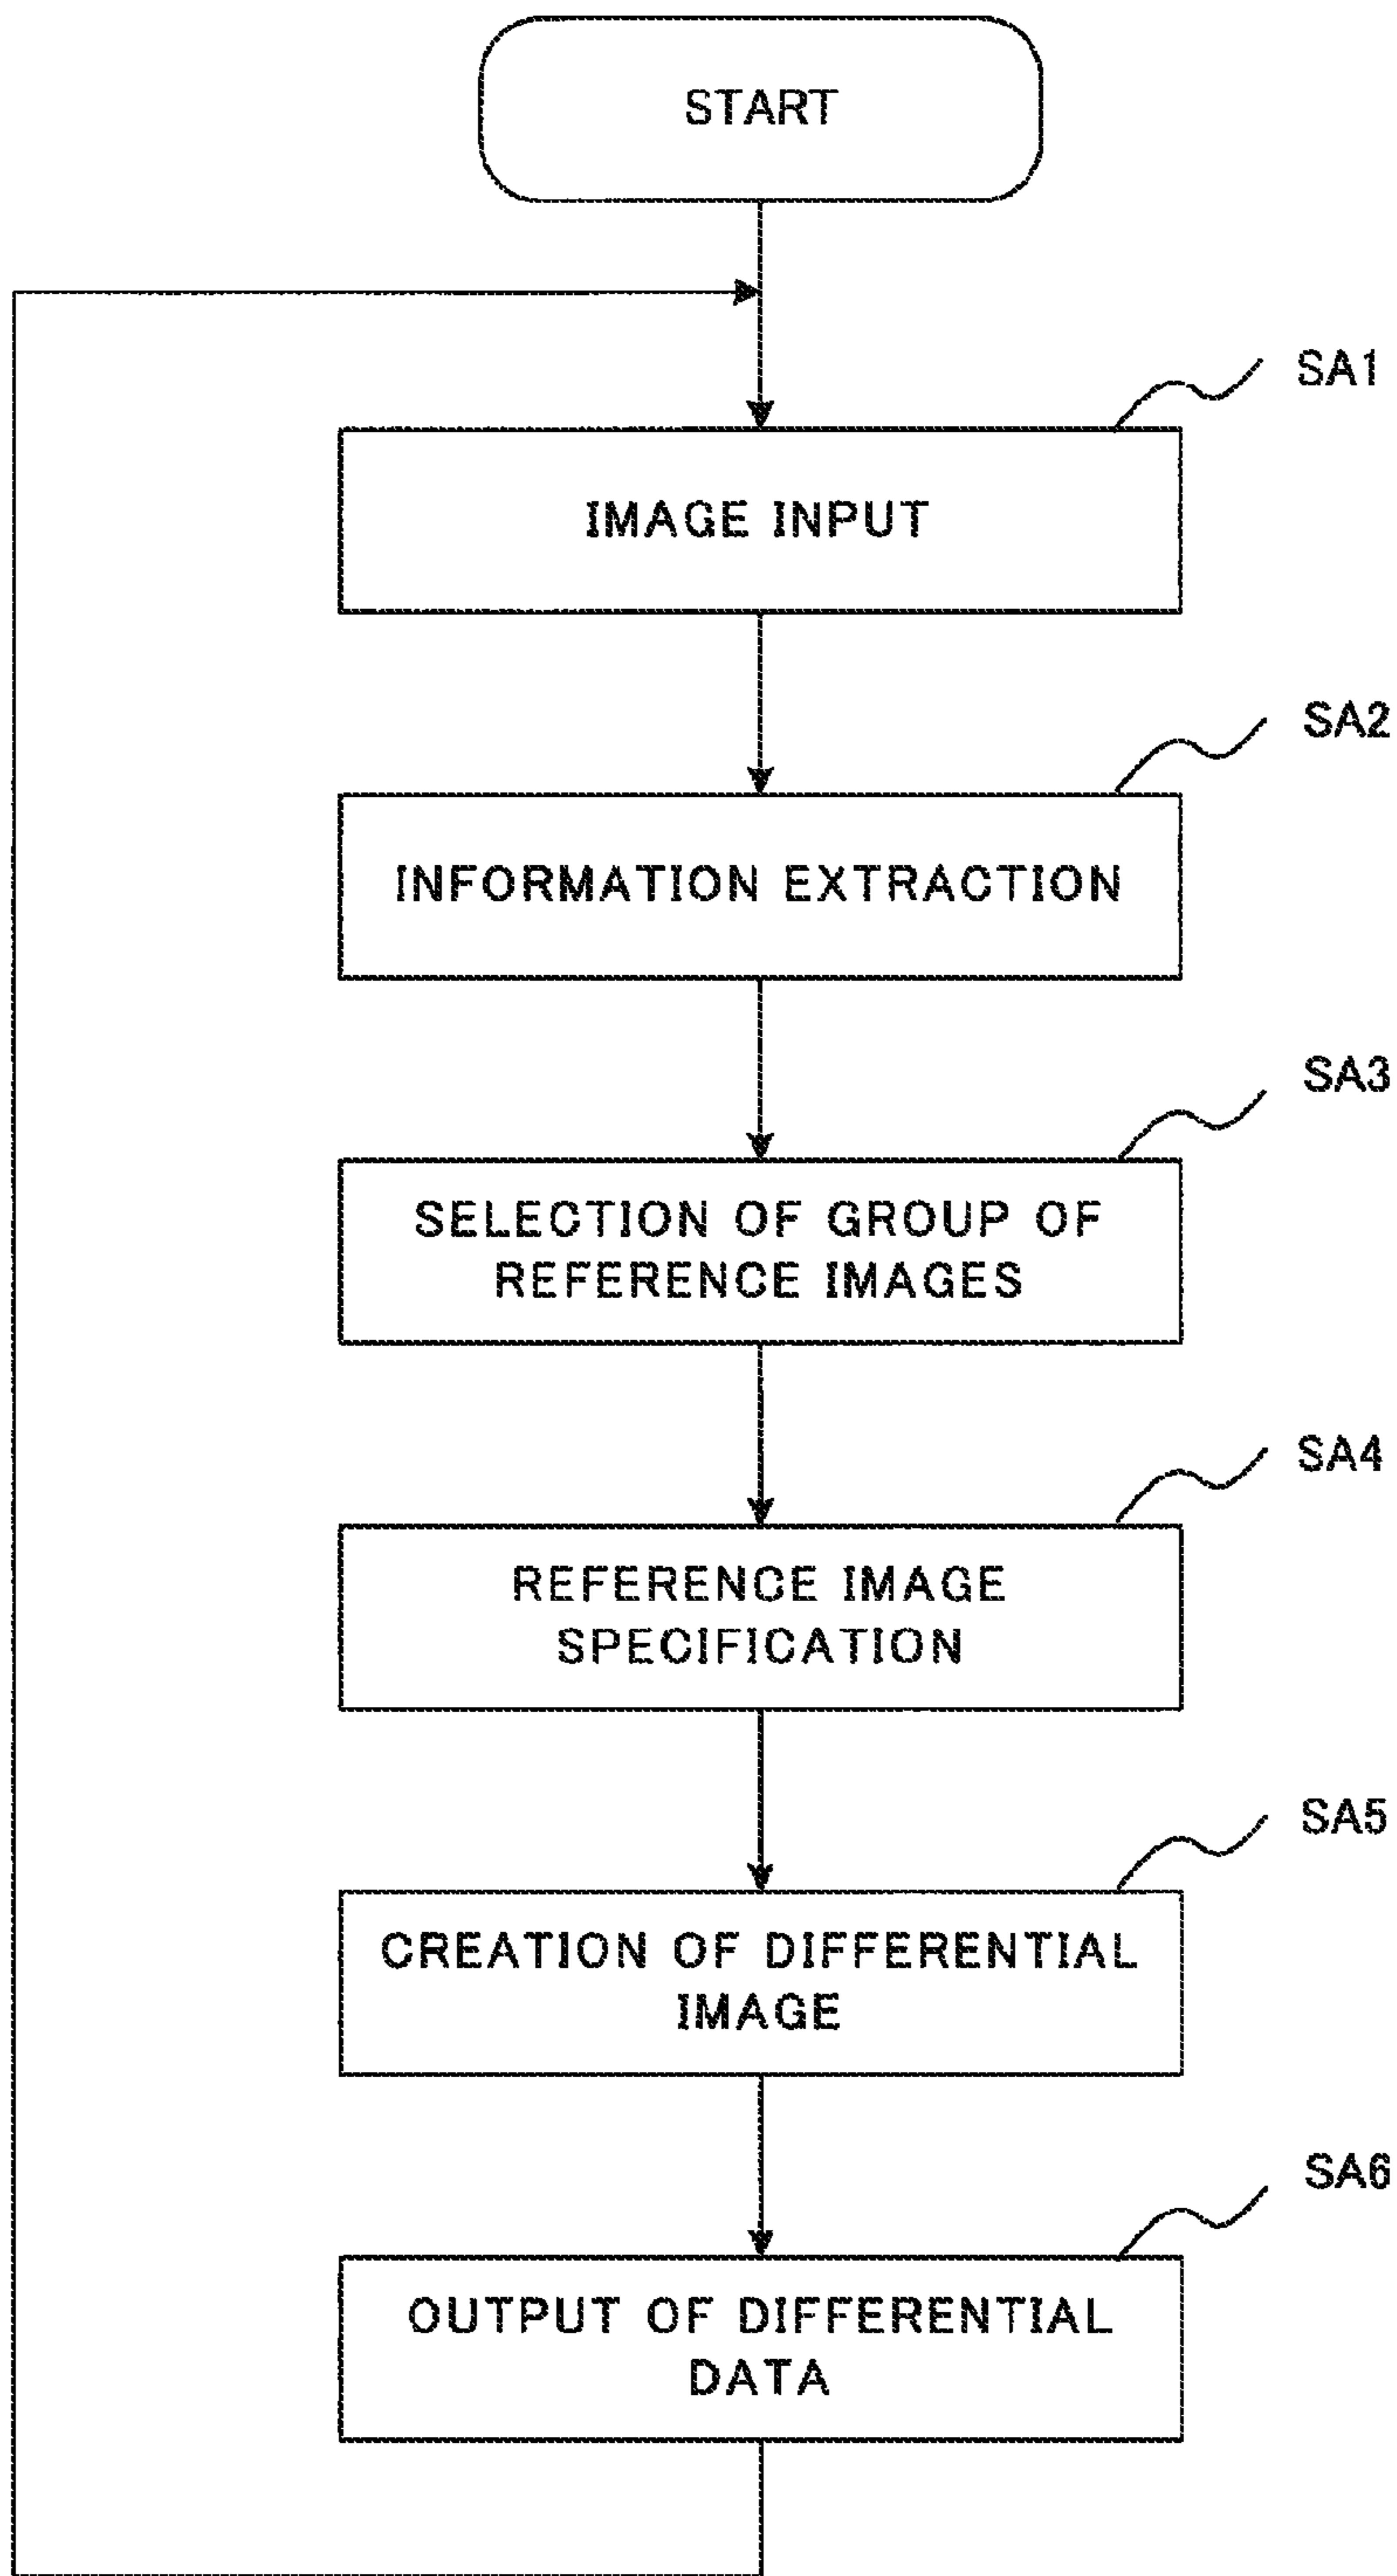 START
SA1
IMAGE INPUT
SA2
INFORMATION EXTRACTION
SA3
SELECTION OF GROUP OF
REFERENCE IMAGES
SA4
REFERENCE IMAGE
SPECIFICATION
SA5
CREATION OF DIFFERENTIAL
IMAGE
SA6
OUTPUT OF DIFFERENTIAL
DATA